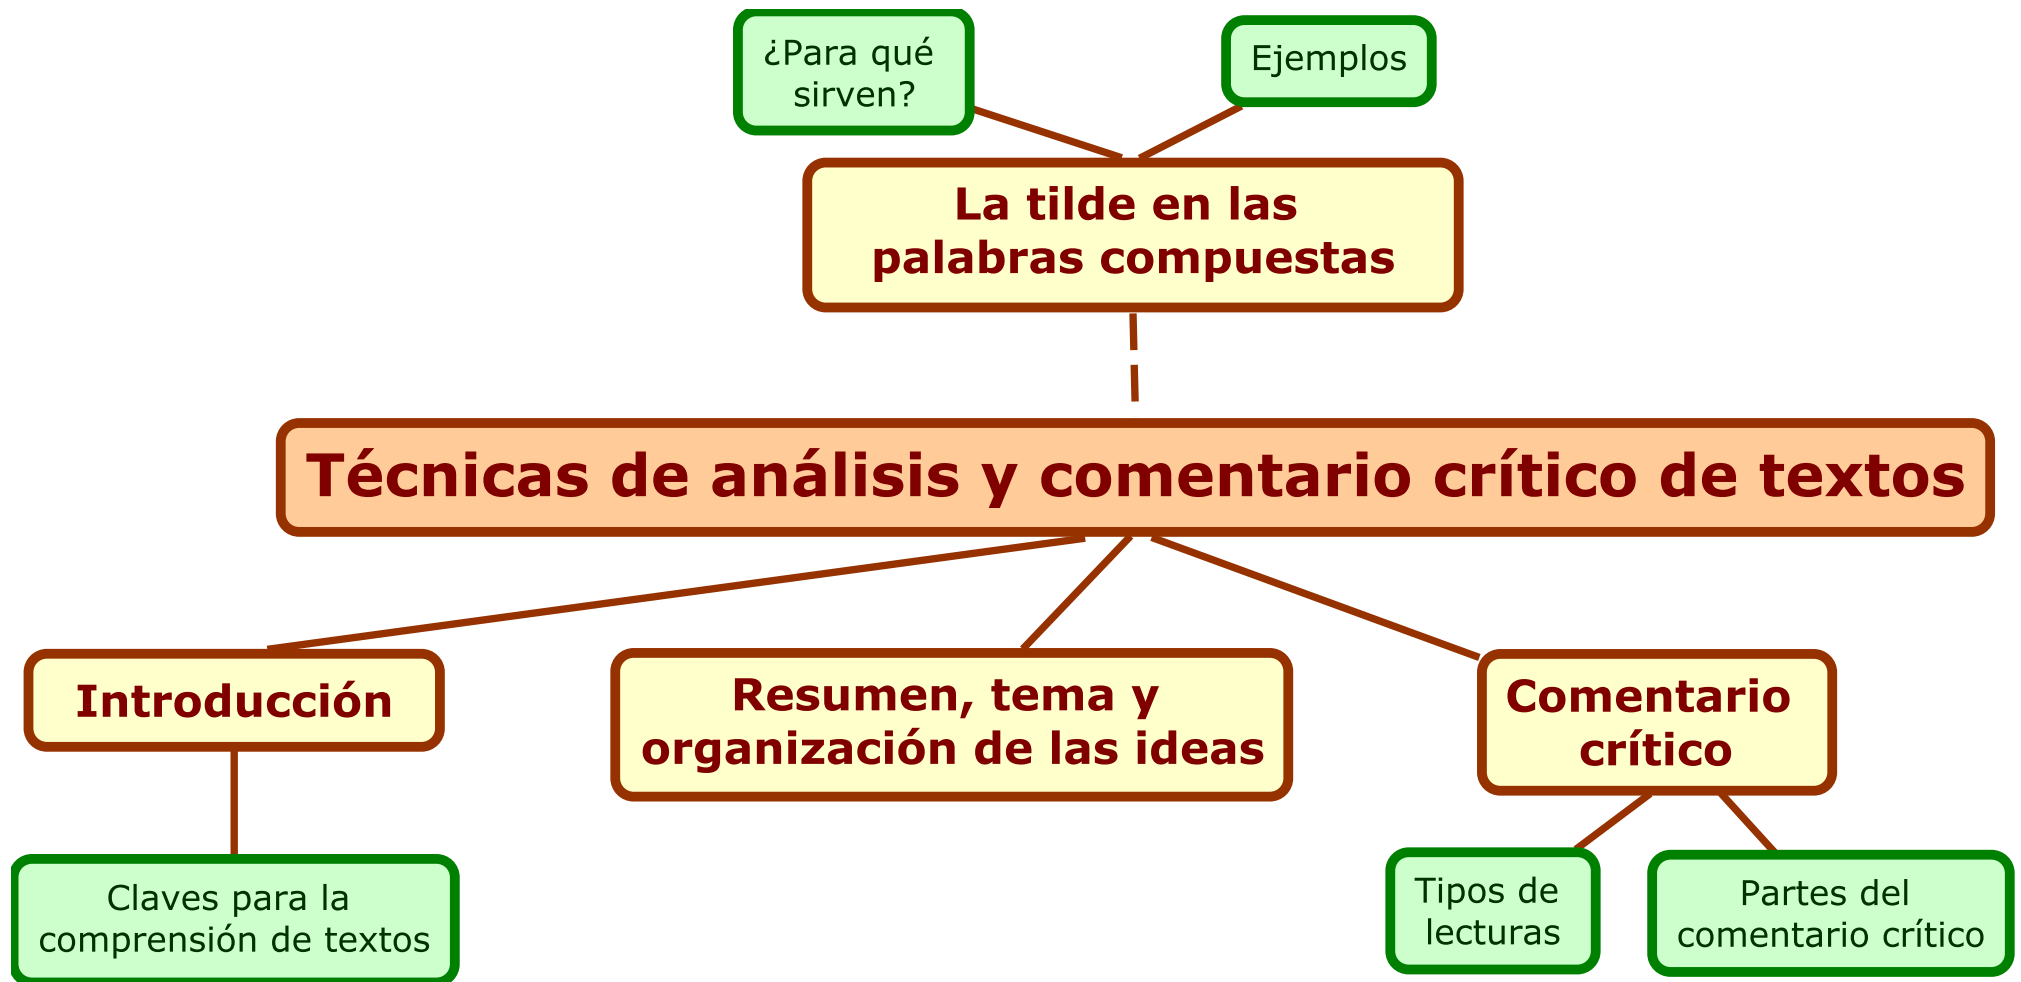 ¿Para qué
sirven?
Ejemplos
La tilde en las
palabras compuestas
Técnicas de análisis y comentario crítico de textos
Introducción
Resumen, tema y
organización de las ideas
Comentario
crítico
Claves para la
comprensión de textos
Tipos de
lecturas
Partes del
comentario crítico